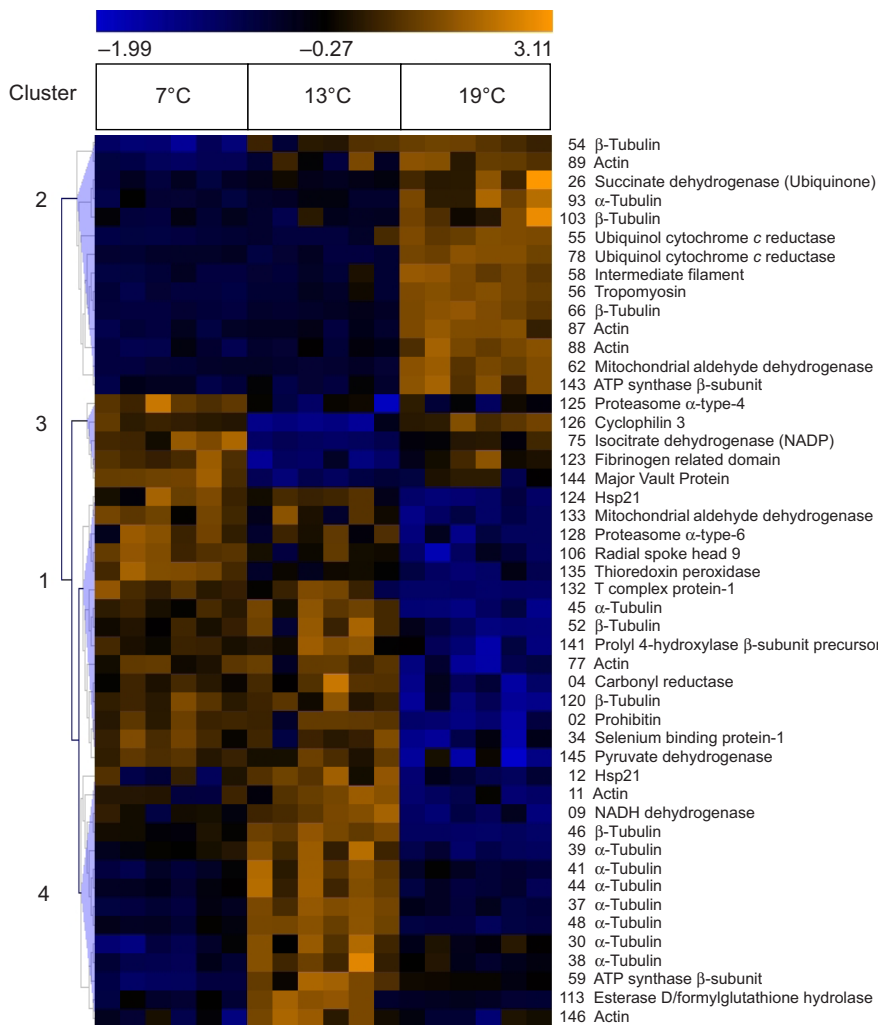 –1.99 –0.27 3.11
Cluster 7°C 13°C 19°C
54 β-Tubulin
89 Actin
26 Succinate dehydrogenase (Ubiquinone)
2 93 α-Tubulin
103 β-Tubulin
55 Ubiquinol cytochrome c reductase
78 Ubiquinol cytochrome c reductase
58 Intermediate filament
56 Tropomyosin
66 β-Tubulin
87 Actin
88 Actin
62 Mitochondrial aldehyde dehydrogenase
143 ATP synthase β-subunit
125 Proteasome α-type-4
3 126 Cyclophilin 3
75 Isocitrate dehydrogenase (NADP)
123 Fibrinogen related domain
144 Major Vault Protein
124 Hsp21
133 Mitochondrial aldehyde dehydrogenase
128 Proteasome α-type-6
106 Radial spoke head 9
135 Thioredoxin peroxidase
1 132 T complex protein-1
45 α-Tubulin
52 β-Tubulin
141 Prolyl 4-hydroxylase β-subunit precursor
77 Actin
04 Carbonyl reductase
120 β-Tubulin
02 Prohibitin
34 Selenium binding protein-1
145 Pyruvate dehydrogenase
12 Hsp21
11 Actin
09 NADH dehydrogenase
46 β-Tubulin
39 α-Tubulin
41 α-Tubulin
4 44 α-Tubulin
37 α-Tubulin
48 α-Tubulin
30 α-Tubulin
38 α-Tubulin
59 ATP synthase β-subunit
113 Esterase D/formylglutathione hydrolase
146 Actin